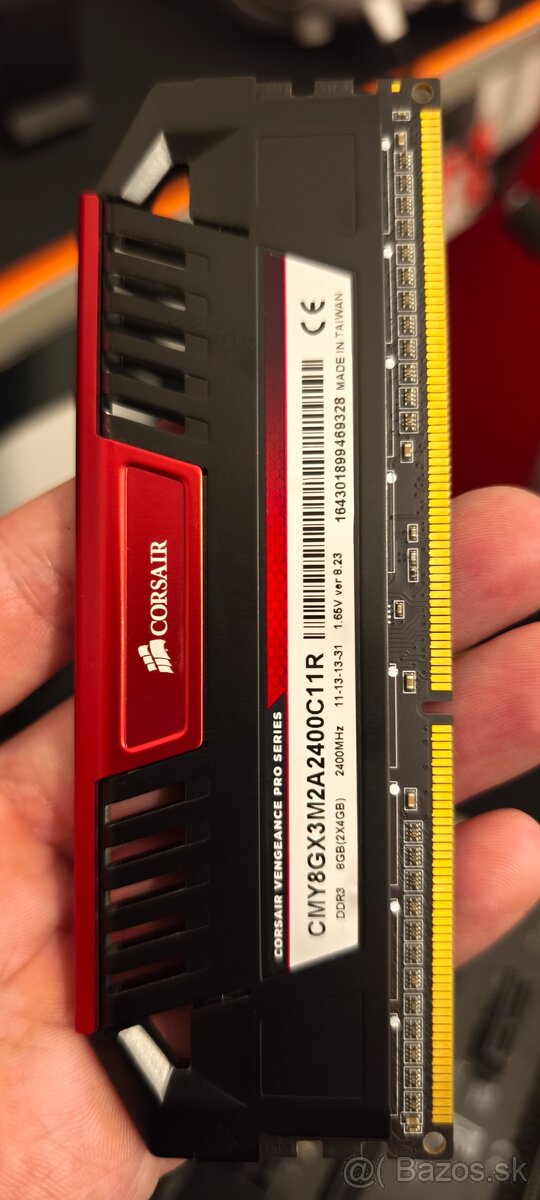 CORSAIR
CORSAIR VENGEANCE PRO SERIES
CMY8GX3M2A2400C11R
DDR3 8GB(2X4GB) 2400MHz 11-13-13-31 1.65V ver 8.23
164301899469328 MADE IN TAIWAN
CE
@( Bazos.sk